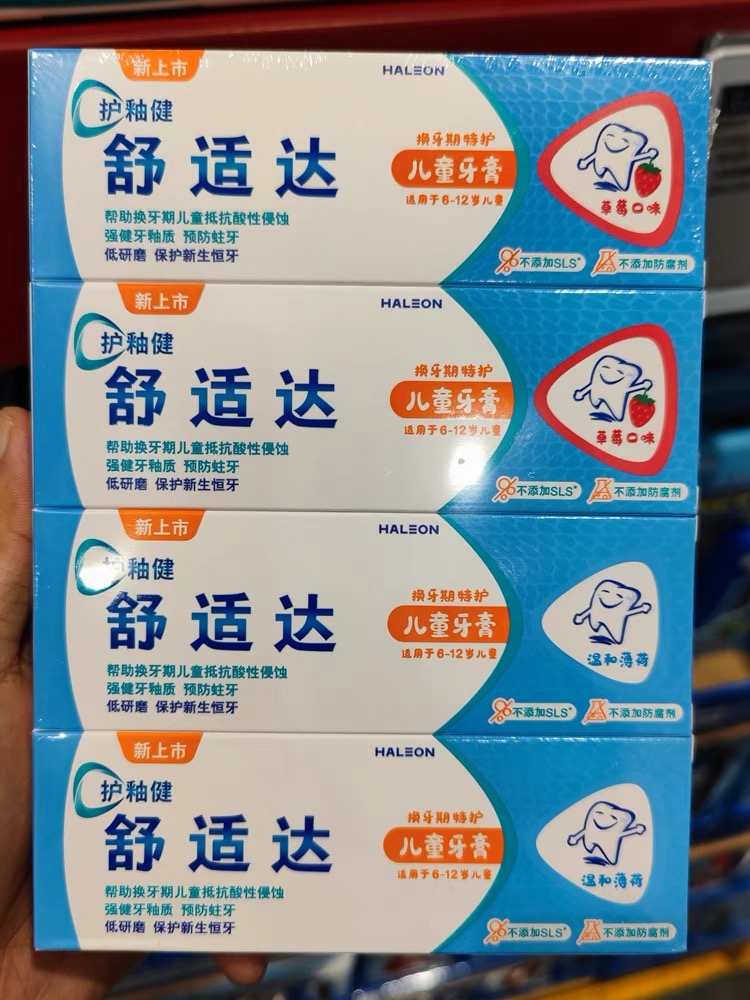 新上市
HALEON
护釉健
舒适达
换牙期特护
儿童牙膏
适用于6-12岁儿童
草莓口味
帮助换牙期儿童抵抗酸性侵蚀
强健牙釉质 预防蛀牙
低研磨 保护新生恒牙
不添加SLS*
不添加防腐剂
新上市
HALEON
护釉健
舒适达
换牙期特护
儿童牙膏
适用于6-12岁儿童
草莓口味
帮助换牙期儿童抵抗酸性侵蚀
强健牙釉质 预防蛀牙
低研磨 保护新生恒牙
不添加SLS*
不添加防腐剂
新上市
HALEON
护釉健
舒适达
换牙期特护
儿童牙膏
适用于6-12岁儿童
温和薄荷
帮助换牙期儿童抵抗酸性侵蚀
强健牙釉质 预防蛀牙
低研磨 保护新生恒牙
不添加SLS*
不添加防腐剂
新上市
HALEON
护釉健
舒适达
换牙期特护
儿童牙膏
适用于6-12岁儿童
温和薄荷
帮助换牙期儿童抵抗酸性侵蚀
强健牙釉质 预防蛀牙
低研磨 保护新生恒牙
不添加SLS*
不添加防腐剂